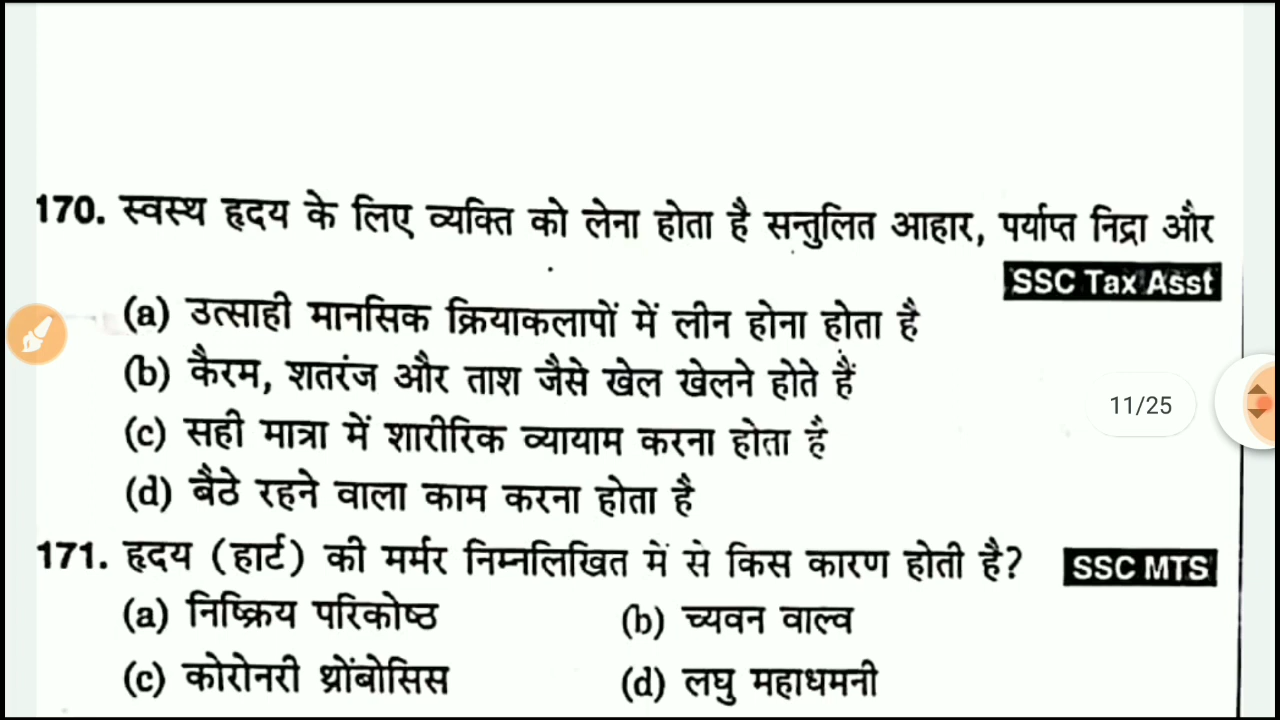 170. स्वस्थ हृदय के लिए व्यक्ति को लेना होता है सन्तुलित आहार, पर्याप्त निद्रा और
SSC Tax Asst
(a) उत्साही मानसिक क्रियाकलापों में लीन होना होता है
(b) कैरम, शतरंज और ताश जैसे खेल खेलने होते हैं
(c) सही मात्रा में शारीरिक व्यायाम करना होता है
(d) बैठे रहने वाला काम करना होता है
11/25
171. हृदय (हार्ट) की मर्मर निम्नलिखित में से किस कारण होती है? SSC MTS
(a) निष्क्रिय परिकोष्ठ (b) च्यवन वाल्व
(c) कोरोनरी थ्रोंबोसिस (d) लघु महाधमनी